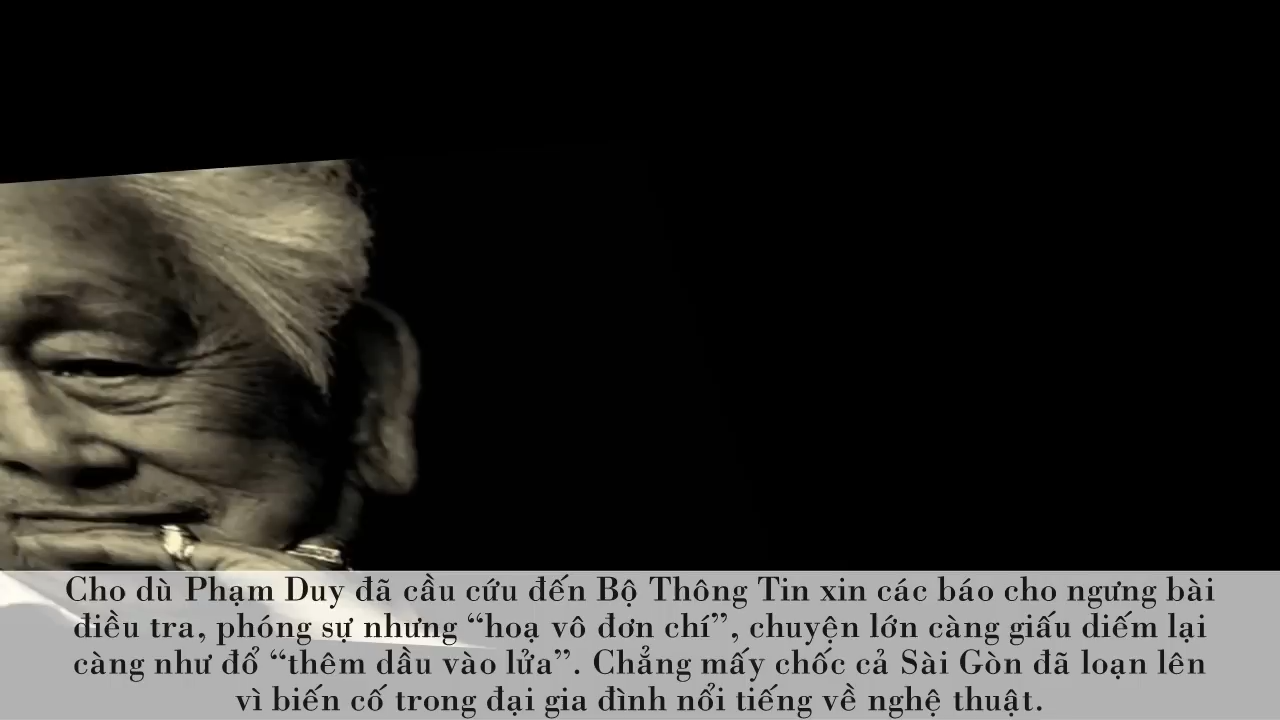 Cho dù Phạm Duy đã cầu cứu đến Bộ Thông Tin xin các báo cho ngưng bài
điều tra, phóng sự nhưng “hoạ vô đơn chí”, chuyện lớn càng giấu diếm lại
càng như đổ “thêm dầu vào lửa”. Chẳng mấy chốc cả Sài Gòn đã loạn lên
vì biến cố trong đại gia đình nổi tiếng về nghệ thuật.